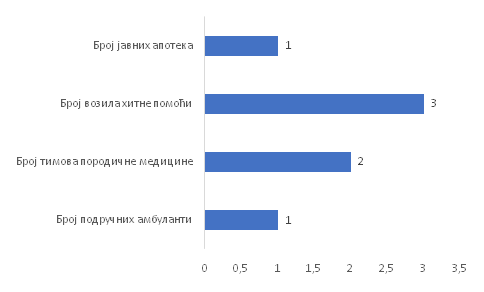 Број јавних апотека 1
Број возила хитне помоћи 3
Број тимова породичне медицине 2
Број подручних амбуланти 1
0 0,5 1 1,5 2 2,5 3 3,5